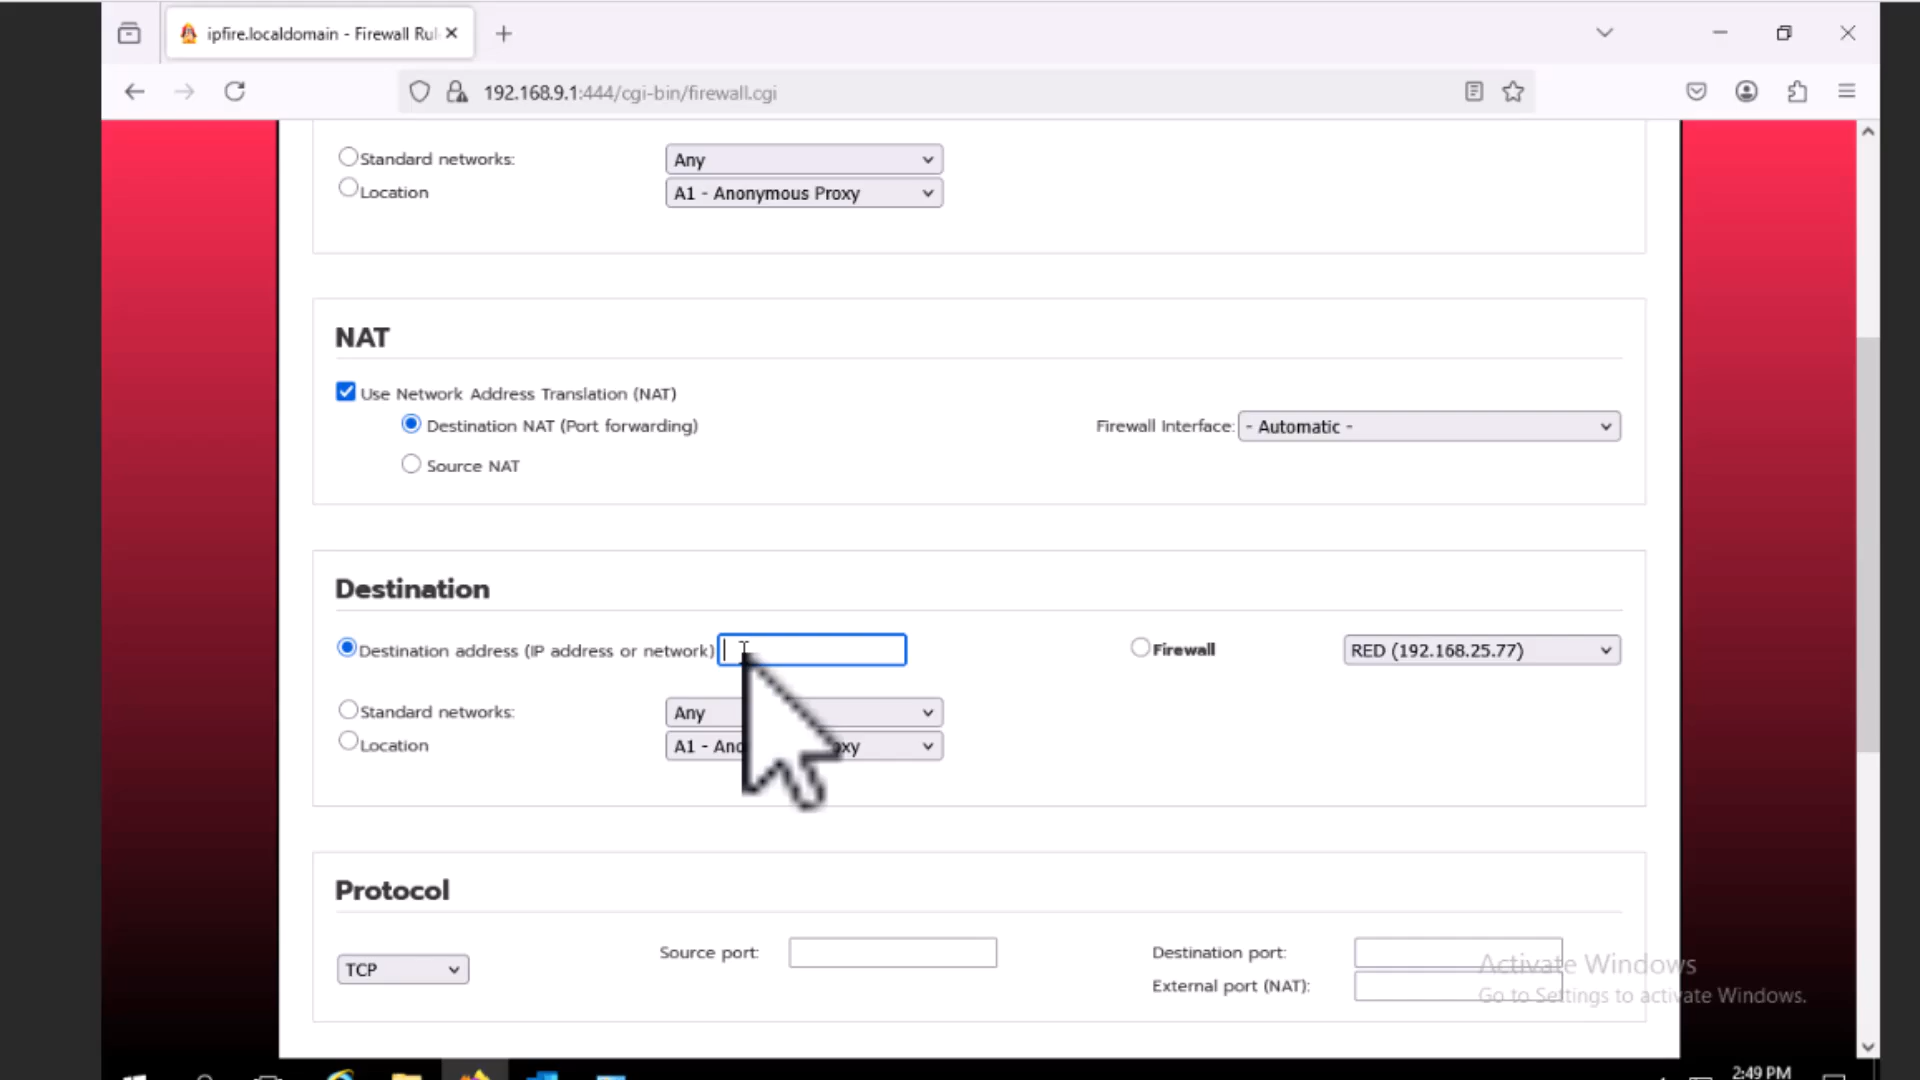 ipfire.localdomain - Firewall Rul
192.168.9.1:444/cgi-bin/firewall.cgi
Standard networks:
Any
Location
A1 - Anonymous Proxy
NAT
Use Network Address Translation (NAT)
Destination NAT (Port forwarding)
Firewall Interface:
- Automatic -
Source NAT
Destination
Destination address (IP address or network)
Firewall
RED (192.168.25.77)
Standard networks:
Any
Location
A1 - Ano
oxy
Protocol
TCP
Source port:
Destination port:
External port (NAT):
Activate Windows
Go to Settings to activate Windows.
2:49 PM